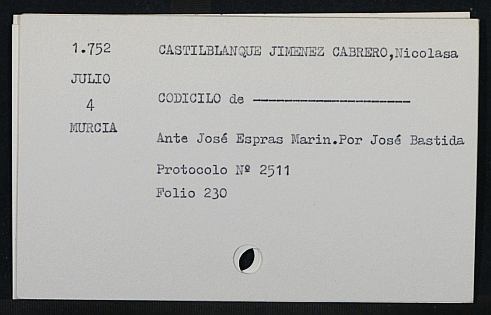 1.752 CASTILBLANQUE JIMENEZ CABRERO,Nicolasa
JULIO
4 CODICILO de ————————————
MURCIA
Ante José Espras Marin.Por José Bastida
Protocolo Nº 2511
Folio 230